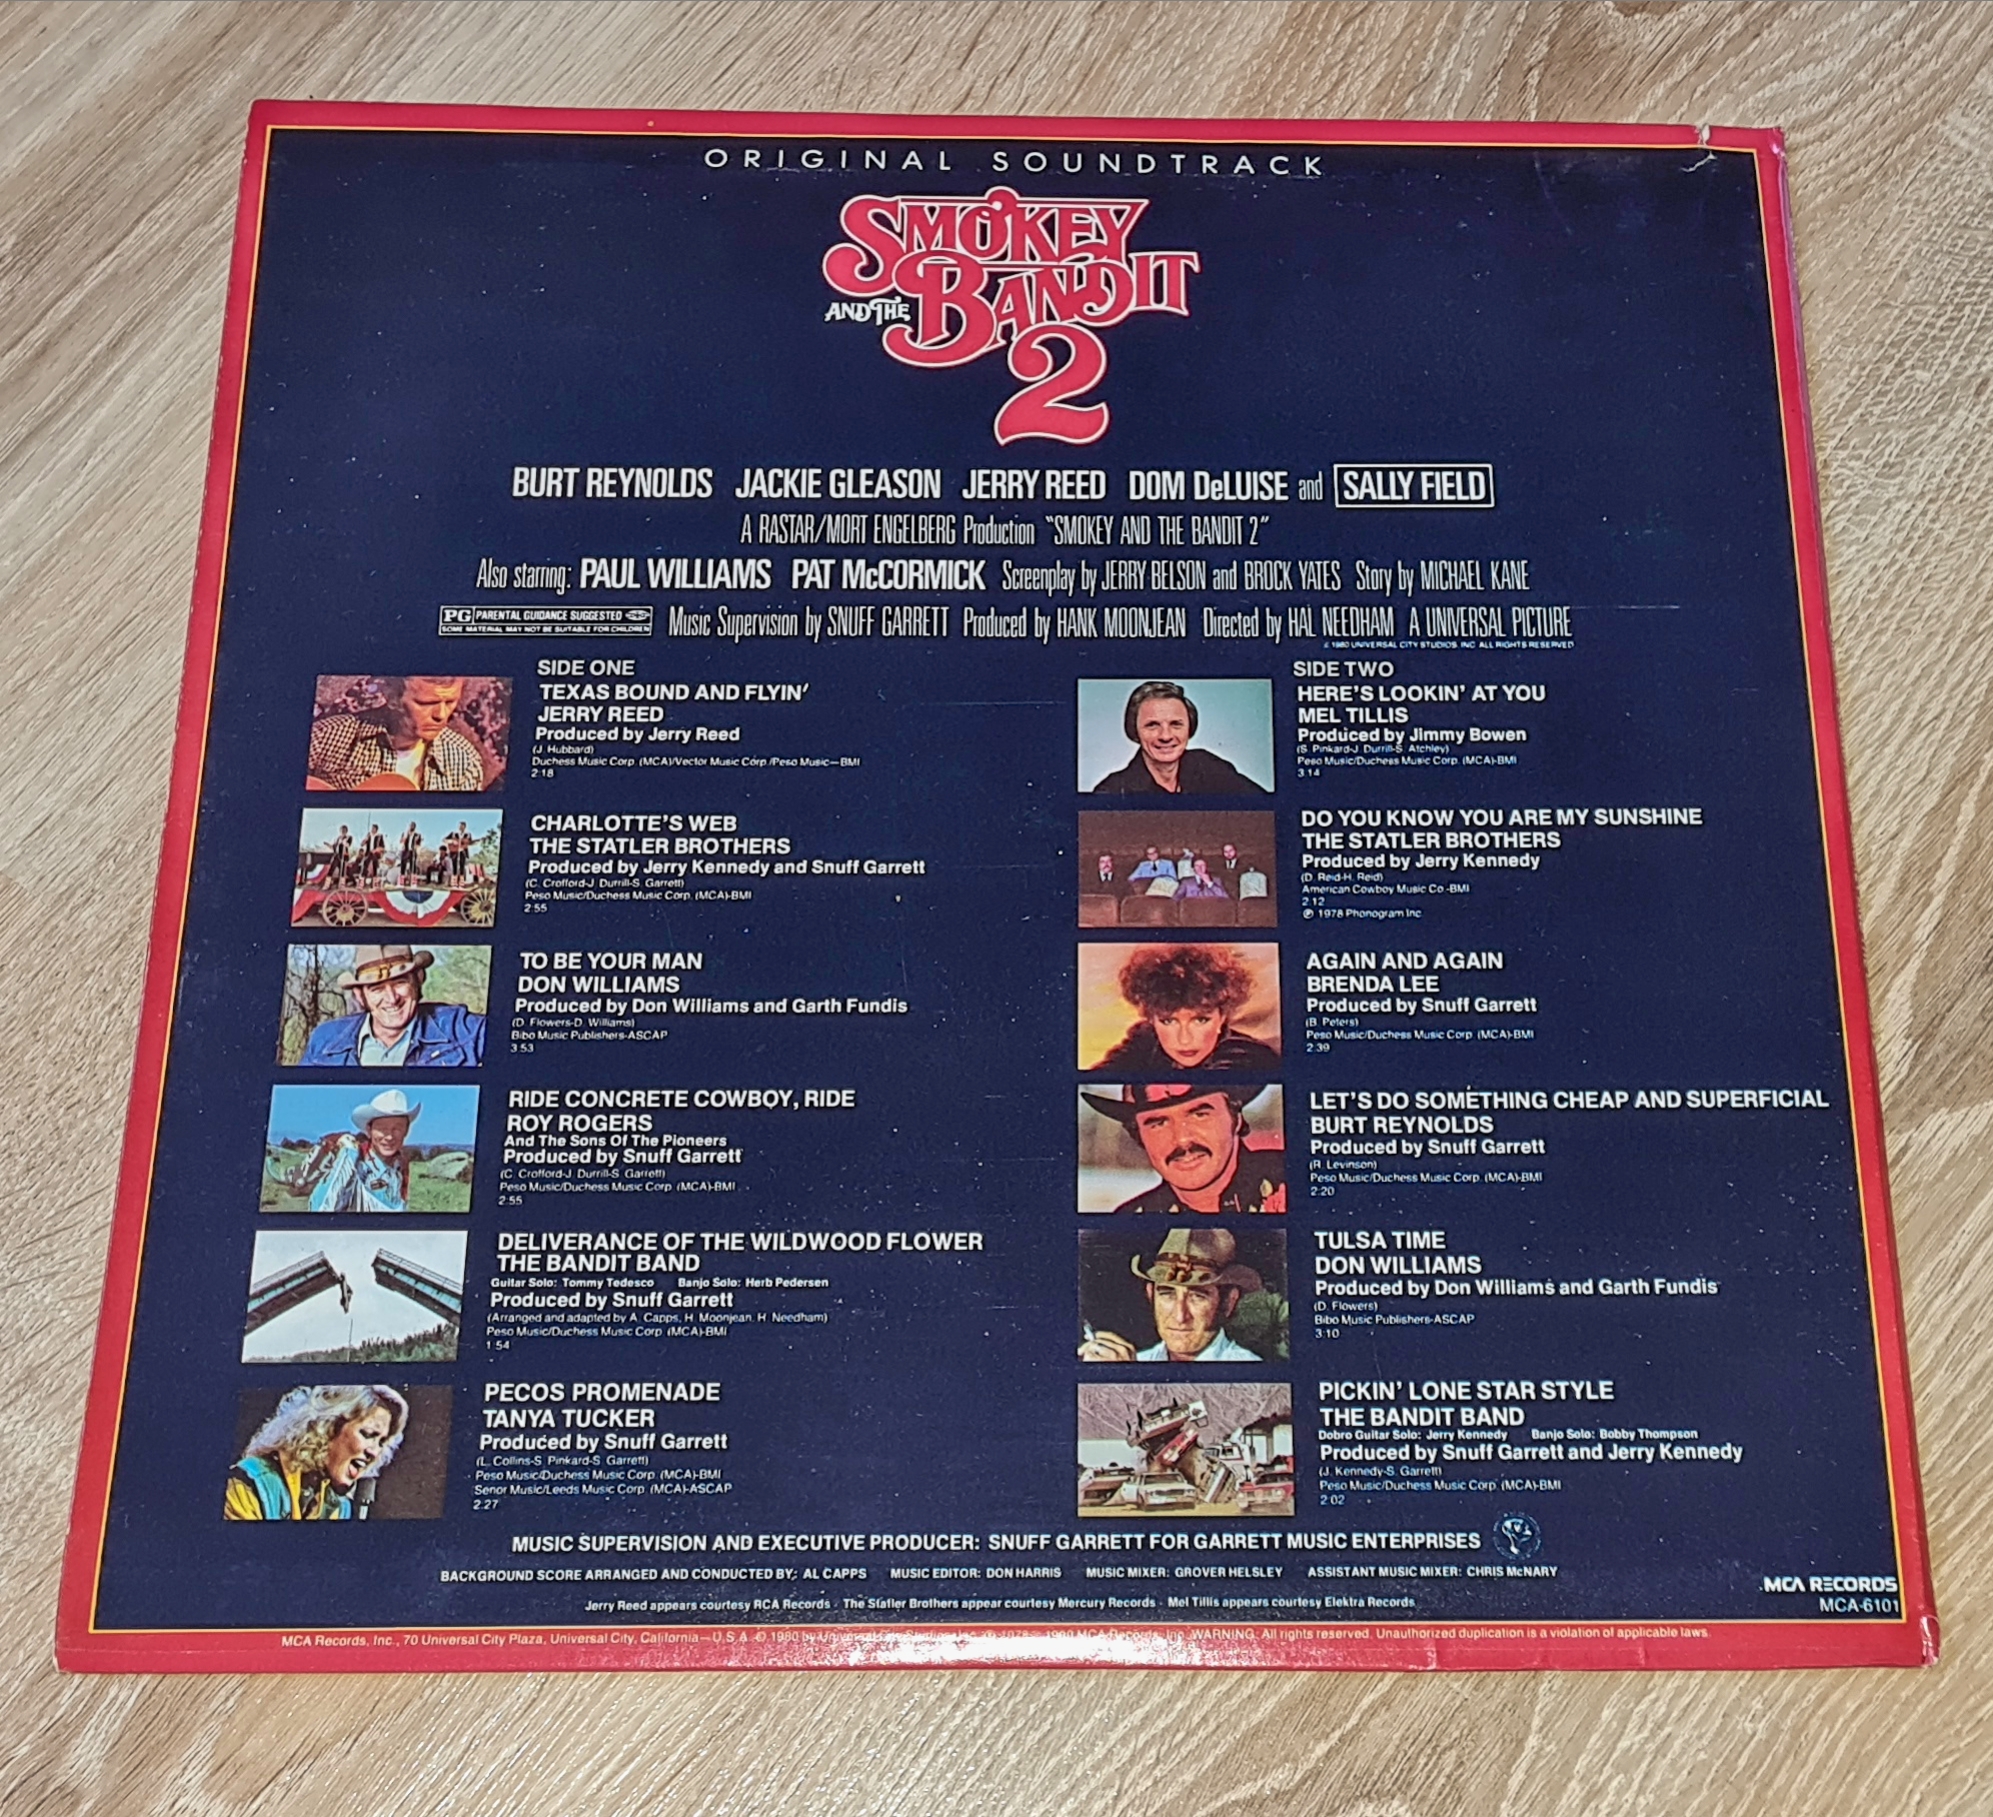 ORIGINAL SOUNDTRACK
SMOKEY
AND THE BANDIT
2
BURT REYNOLDS JACKIE GLEASON JERRY REED DOM DeLUISE and SALLY FIELD
A RASTAR/MORT ENGELBERG Production "SMOKEY AND THE BANDIT 2"
Also starring: PAUL WILLIAMS PAT McCORMICK Screenplay by JERRY BELSON and BROCK YATES Story by MICHAEL KANE
PG PARENTAL GUIDANCE SUGGESTED
SOME MATERIAL MAY NOT BE SUITABLE FOR CHILDREN
Music Supervision by SNUFF GARRETT Produced by HANK MOONJEAN Directed by HAL NEEDHAM A UNIVERSAL PICTURE
© 1980 UNIVERSAL CITY STUDIOS, INC. ALL RIGHTS RESERVED
SIDE ONE
TEXAS BOUND AND FLYIN'
JERRY REED
Produced by Jerry Reed
(J. Hubbard)
Duchess Music Corp. (MCA)/Vector Music Corp./Peso Music—BMI
2:18
CHARLOTTE'S WEB
THE STATLER BROTHERS
Produced by Jerry Kennedy and Snuff Garrett
(C. Crofford-J. Durrill-S. Garrett)
Peso Music/Duchess Music Corp. (MCA)-BMI
2:55
TO BE YOUR MAN
DON WILLIAMS
Produced by Don Williams and Garth Fundis
(D. Flowers-D. Williams)
Bibo Music Publishers-ASCAP
3:53
RIDE CONCRETE COWBOY, RIDE
ROY ROGERS
And The Sons Of The Pioneers
Produced by Snuff Garrett
(C. Crofford-J. Durrill-S. Garrett)
Peso Music/Duchess Music Corp. (MCA)-BMI
2:55
DELIVERANCE OF THE WILDWOOD FLOWER
THE BANDIT BAND
Guitar Solo: Tommy Tedesco Banjo Solo: Herb Pedersen
Produced by Snuff Garrett
(Arranged and adapted by A. Capps, H. Moonjean, H. Needham)
Peso Music/Duchess Music Corp. (MCA)-BMI
1:54
PECOS PROMENADE
TANYA TUCKER
Produced by Snuff Garrett
(L. Collins-S. Pinkard-S. Garrett)
Peso Music/Duchess Music Corp. (MCA)-BMI
Senor Music/Leeds Music Corp. (MCA)-ASCAP
2:27
SIDE TWO
HERE'S LOOKIN' AT YOU
MEL TILLIS
Produced by Jimmy Bowen
(S. Pinkard-J. Durrill-S. Atchley)
Peso Music/Duchess Music Corp. (MCA)-BMI
3:14
DO YOU KNOW YOU ARE MY SUNSHINE
THE STATLER BROTHERS
Produced by Jerry Kennedy
(D. Reid-H. Reid)
American Cowboy Music Co.-BMI
2:12
℗ 1978 Phonogram Inc.
AGAIN AND AGAIN
BRENDA LEE
Produced by Snuff Garrett
(B. Peters)
Peso Music/Duchess Music Corp. (MCA)-BMI
2:39
LET'S DO SOMETHING CHEAP AND SUPERFICIAL
BURT REYNOLDS
Produced by Snuff Garrett
(R. Levinson)
Peso Music/Duchess Music Corp. (MCA)-BMI
2:20
TULSA TIME
DON WILLIAMS
Produced by Don Williams and Garth Fundis
(D. Flowers)
Bibo Music Publishers-ASCAP
3:10
PICKIN' LONE STAR STYLE
THE BANDIT BAND
Dobro Guitar Solo: Jerry Kennedy Banjo Solo: Bobby Thompson
Produced by Snuff Garrett and Jerry Kennedy
(J. Kennedy-S. Garrett)
Peso Music/Duchess Music Corp. (MCA)-BMI
2:02
MUSIC SUPERVISION AND EXECUTIVE PRODUCER: SNUFF GARRETT FOR GARRETT MUSIC ENTERPRISES
BACKGROUND SCORE ARRANGED AND CONDUCTED BY: AL CAPPS MUSIC EDITOR: DON HARRIS MUSIC MIXER: GROVER HELSLEY ASSISTANT MUSIC MIXER: CHRIS McNARY
Jerry Reed appears courtesy RCA Records · The Statler Brothers appear courtesy Mercury Records · Mel Tillis appears courtesy Elektra Records
MCA RECORDS
MCA-6101
MCA Records, Inc., 70 Universal City Plaza, Universal City, California—U.S.A. © 1980 by Universal City Studios, Inc. 1980 MCA Records, Inc. WARNING: All rights reserved. Unauthorized duplication is a violation of applicable laws.